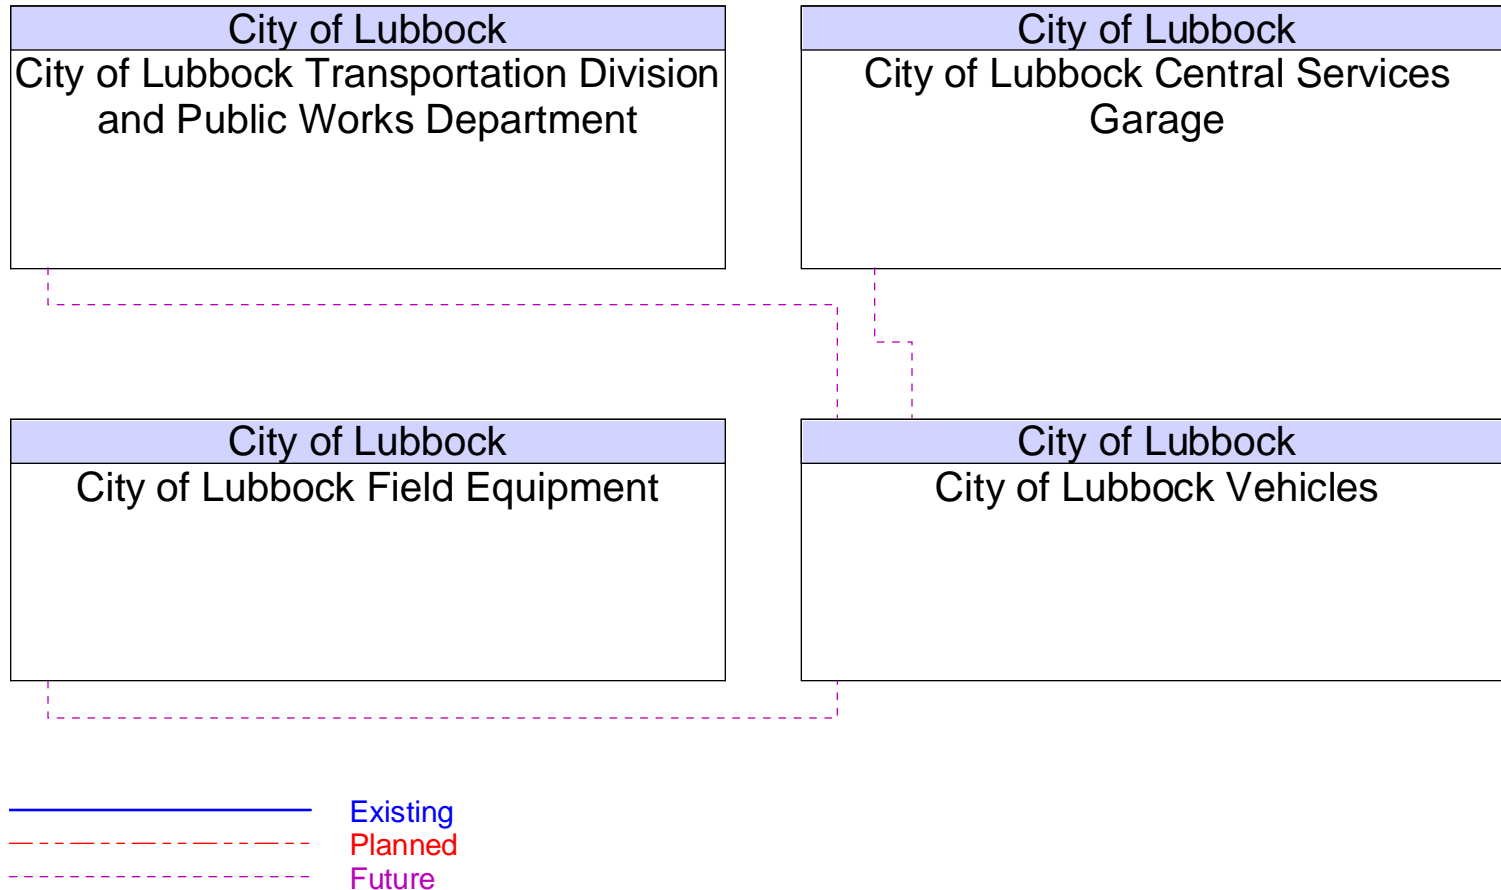 City of Lubbock
City of Lubbock Transportation Division
and Public Works Department
City of Lubbock
City of Lubbock Central Services
Garage
City of Lubbock
City of Lubbock Field Equipment
City of Lubbock
City of Lubbock Vehicles
Existing
Planned
Future